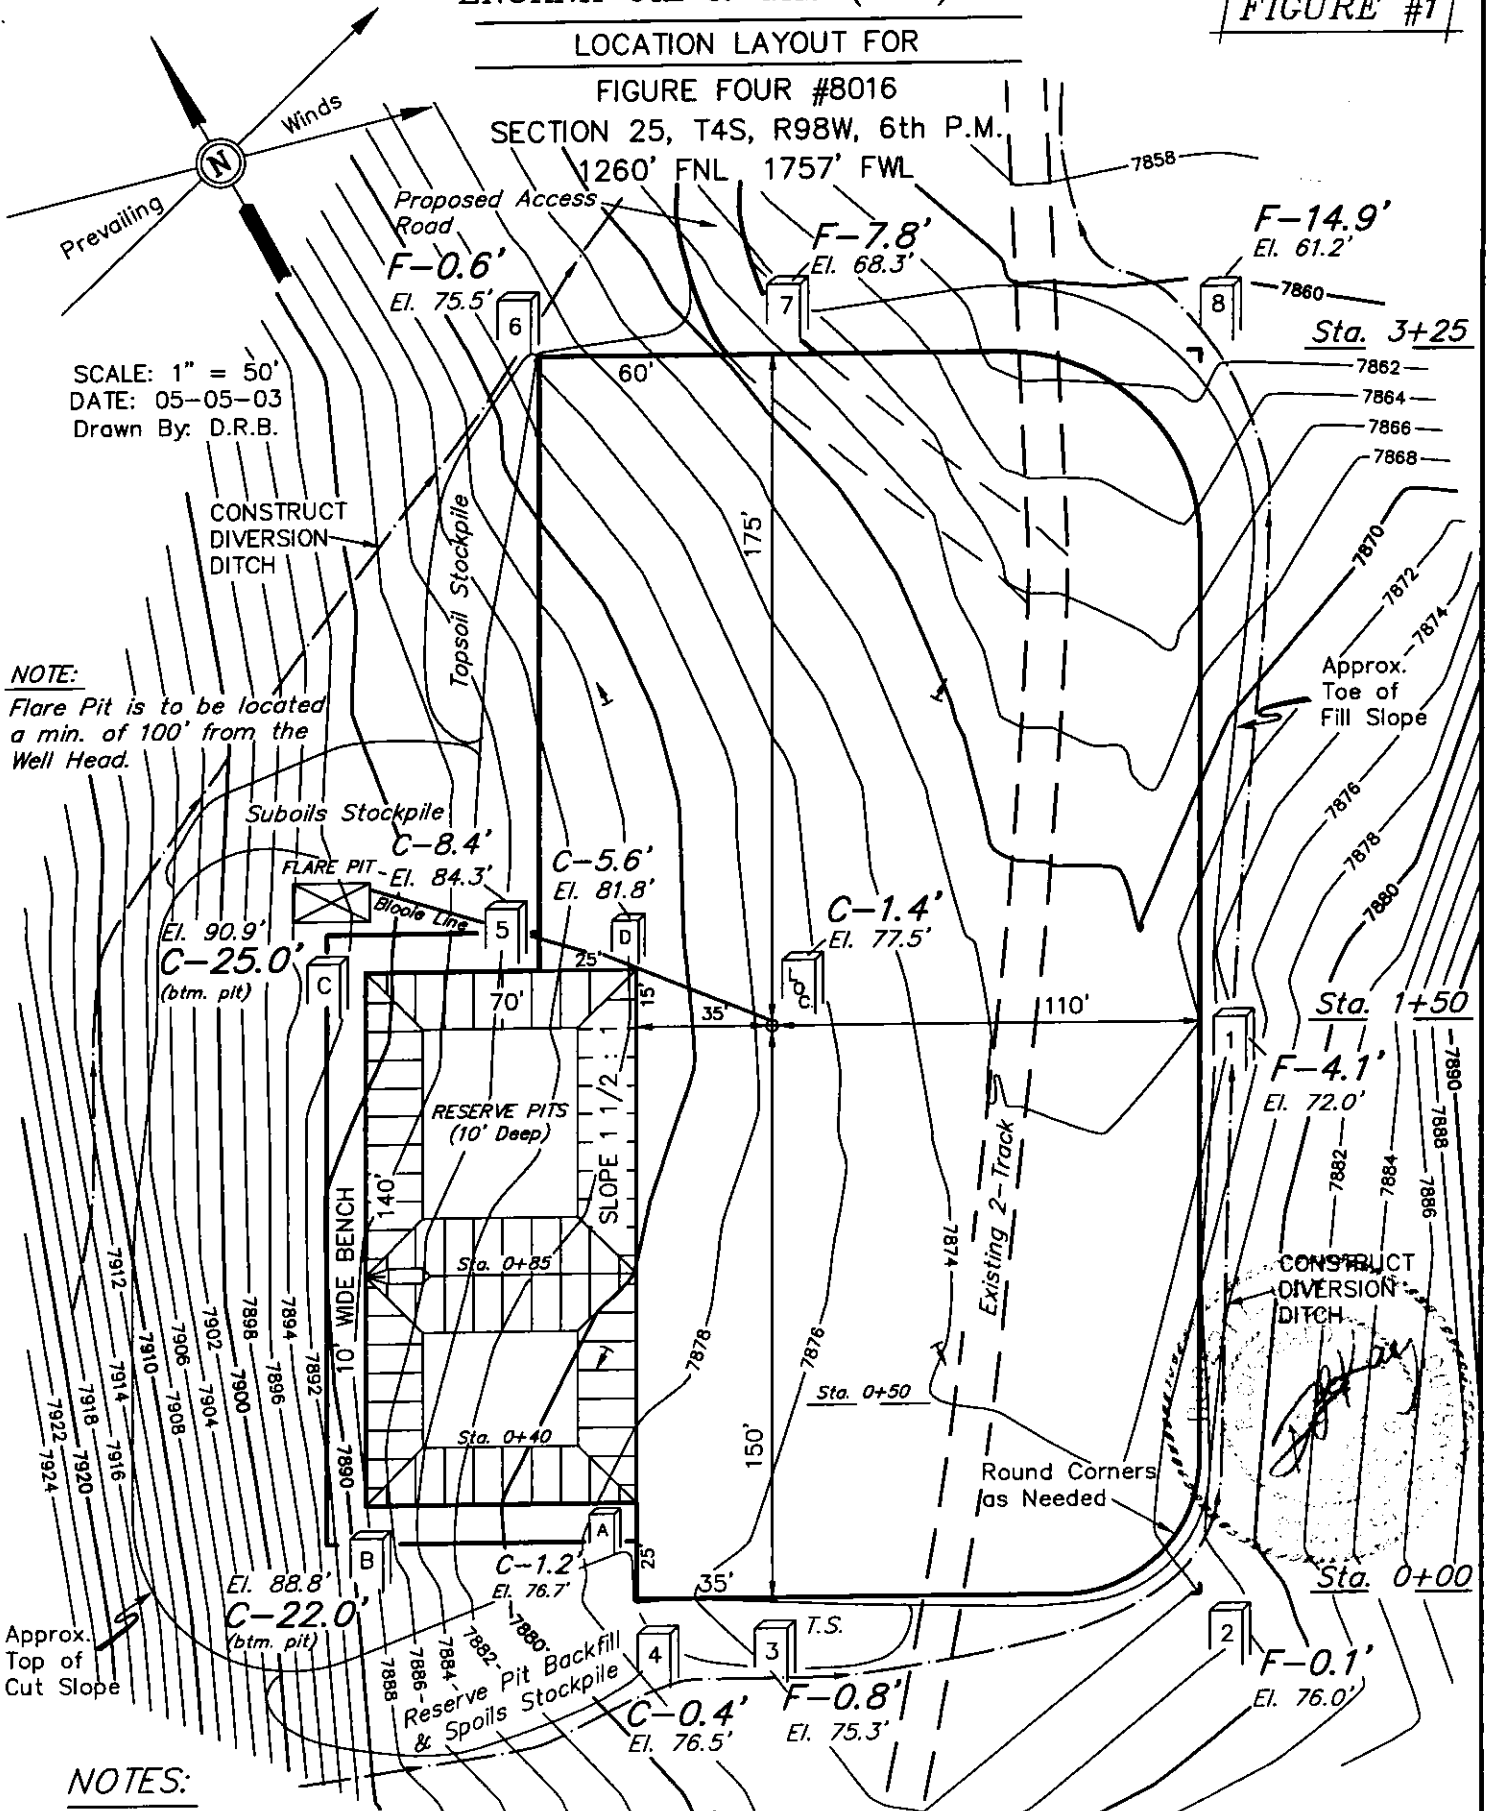 FIGURE #1
LOCATION LAYOUT FOR
FIGURE FOUR #8016
SECTION 25, T4S, R98W, 6th P.M.
1260' FNL 1757' FWL
Winds
Prevailing
N
Proposed Access
Road
7858
F-0.6'
El. 75.5'
6
F-7.8'
El. 68.3'
7
F-14.9'
El. 61.2'
8
7860
Sta. 3+25
SCALE: 1" = 50'
DATE: 05-05-03
Drawn By: D.R.B.
60'
7862
7864
7866
7868
CONSTRUCT
DIVERSION
DITCH
Topsoil Stockpile
175'
7870
7872
7874
NOTE:
Flare Pit is to be located
a min. of 100' from the
Well Head.
Approx.
Toe of
Fill Slope
7876
7878
7880
Suboils Stockpile
FLARE PIT
C-8.4'
El. 84.3'
Blooie Line
5
C-5.6'
El. 81.8'
D
El. 90.9'
C-25.0'
(btm. pit)
C
C-1.4'
El. 77.5'
LOC.
25'
70'
15'
35'
110'
Sta. 1+50
1
F-4.1'
El. 72.0'
RESERVE PITS
(10' Deep)
SLOPE 1 1/2 : 1
140'
10' WIDE BENCH
Existing 2-Track
7890
7888
7882
7884
7886
Sta. 0+85
7874
CONSTRUCT
DIVERSION
DITCH
7912
7910
7906
7902
7898
7894
7892
7878
7876
7922
7918
7914
7908
7904
7900
7896
Sta. 0+50
7924
7920
7916
Sta. 0+40
7890
150'
Round Corners
as Needed
A
B
C-1.2'
El. 76.7'
25'
35'
El. 88.8'
C-22.0'
(btm. pit)
Sta. 0+00
Approx.
Top of
Cut Slope
7888
7886
7884
7882
7880
Reserve Pit Backfill
& Spoils Stockpile
4
C-0.4'
El. 76.5'
3
T.S.
F-0.8'
El. 75.3'
2
F-0.1'
El. 76.0'
NOTES: